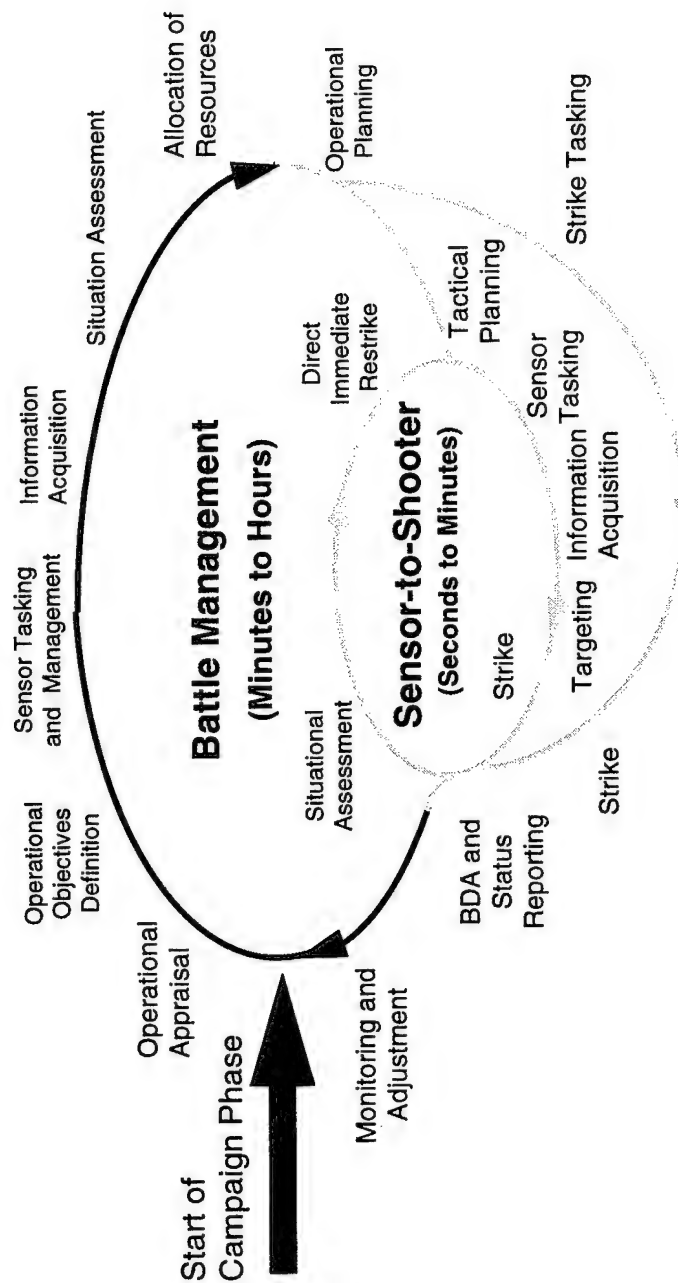 Start of
Campaign Phase
Operational
Appraisal
Operational
Objectives
Definition
Sensor Tasking
and Management
Information
Acquisition
Situation Assessment
Allocation of
Resources
Operational
Planning
Battle Management
(Minutes to Hours)
Situational
Assessment
Direct
Immediate
Restrike
Sensor-to-Shooter
(Seconds to Minutes)
Strike
Tactical
Planning
Sensor
Tasking
Information
Acquisition
Targeting
Strike Tasking
Strike
BDA and
Status
Reporting
Monitoring and
Adjustment